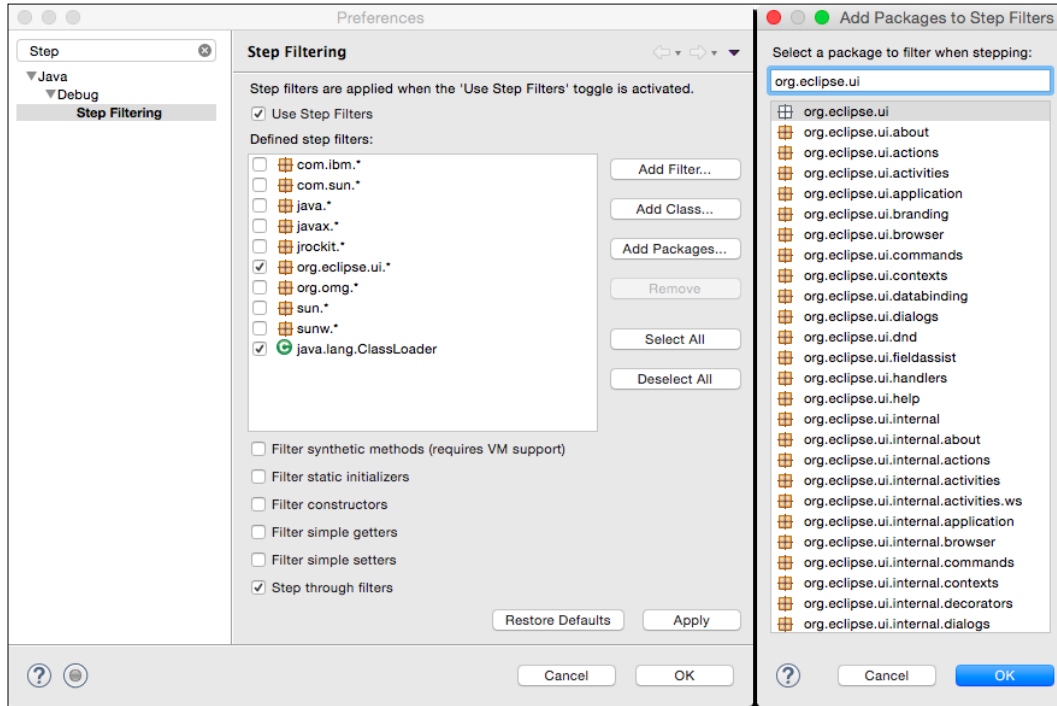 Preferences
Step
Java
Debug
Step Filtering
Step Filtering
Step filters are applied when the 'Use Step Filters' toggle is activated.
Use Step Filters
Defined step filters:
com.ibm.*
com.sun.*
java.*
javax.*
jrockit.*
org.eclipse.ui.*
org.omg.*
sun.*
sunw.*
java.lang.ClassLoader
Add Filter...
Add Class...
Add Packages...
Remove
Select All
Deselect All
Filter synthetic methods (requires VM support)
Filter static initializers
Filter constructors
Filter simple getters
Filter simple setters
Step through filters
Restore Defaults
Apply
Cancel
OK
Add Packages to Step Filters
Select a package to filter when stepping:
org.eclipse.ui
org.eclipse.ui
org.eclipse.ui.about
org.eclipse.ui.actions
org.eclipse.ui.activities
org.eclipse.ui.application
org.eclipse.ui.branding
org.eclipse.ui.browser
org.eclipse.ui.commands
org.eclipse.ui.contexts
org.eclipse.ui.databinding
org.eclipse.ui.dialogs
org.eclipse.ui.dnd
org.eclipse.ui.fieldassist
org.eclipse.ui.handlers
org.eclipse.ui.help
org.eclipse.ui.internal
org.eclipse.ui.internal.about
org.eclipse.ui.internal.actions
org.eclipse.ui.internal.activities
org.eclipse.ui.internal.activities.ws
org.eclipse.ui.internal.application
org.eclipse.ui.internal.browser
org.eclipse.ui.internal.commands
org.eclipse.ui.internal.contexts
org.eclipse.ui.internal.decorators
org.eclipse.ui.internal.dialogs
Cancel
OK